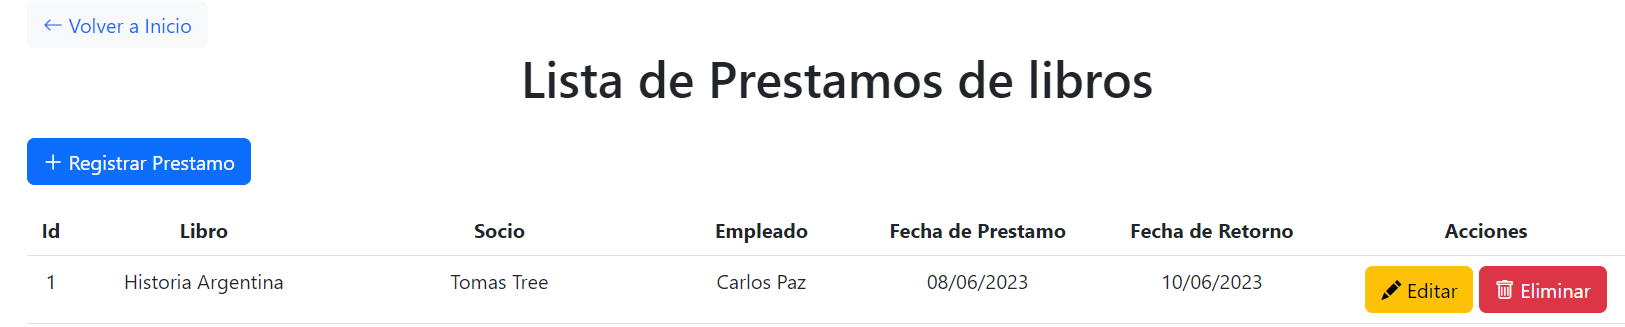 Volver a Inicio
Lista de Prestamos de libros
Registrar Prestamo
Id Libro Socio Empleado Fecha de Prestamo Fecha de Retorno Acciones
1 Historia Argentina Tomas Tree Carlos Paz 08/06/2023 10/06/2023 Editar Eliminar